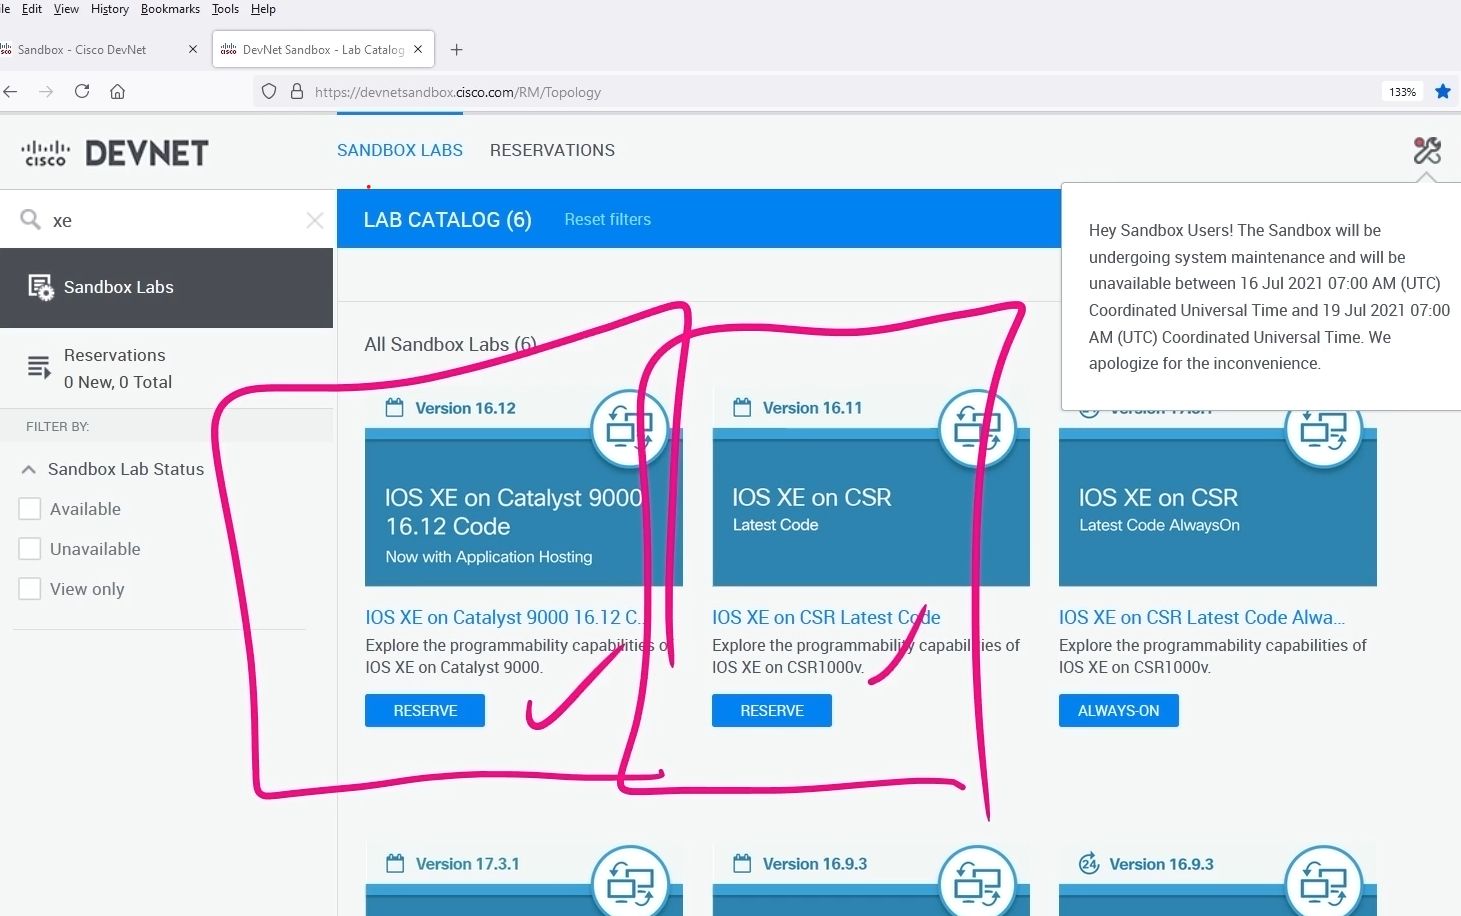 ile Edit View History Bookmarks Tools Help
Sandbox - Cisco DevNet
DevNet Sandbox - Lab Catalog
https://devnetsandbox.cisco.com/RM/Topology
133%
CISCO DEVNET
SANDBOX LABS RESERVATIONS
xe
LAB CATALOG (6) Reset filters
Hey Sandbox Users! The Sandbox will be
undergoing system maintenance and will be
unavailable between 16 Jul 2021 07:00 AM (UTC)
Coordinated Universal Time and 19 Jul 2021 07:00
AM (UTC) Coordinated Universal Time. We
apologize for the inconvenience.
Sandbox Labs
Reservations
0 New, 0 Total
FILTER BY:
Sandbox Lab Status
Available
Unavailable
View only
All Sandbox Labs (6)
Version 16.12
IOS XE on Catalyst 9000
16.12 Code
Now with Application Hosting
IOS XE on Catalyst 9000 16.12 C...
Explore the programmability capabilities of
IOS XE on Catalyst 9000.
RESERVE
Version 16.11
IOS XE on CSR
Latest Code
IOS XE on CSR Latest Code
Explore the programmability capabilities of
IOS XE on CSR1000v.
RESERVE
IOS XE on CSR
Latest Code AlwaysOn
IOS XE on CSR Latest Code Alwa...
Explore the programmability capabilities of
IOS XE on CSR1000v.
ALWAYS-ON
Version 17.3.1
Version 16.9.3
24
Version 16.9.3